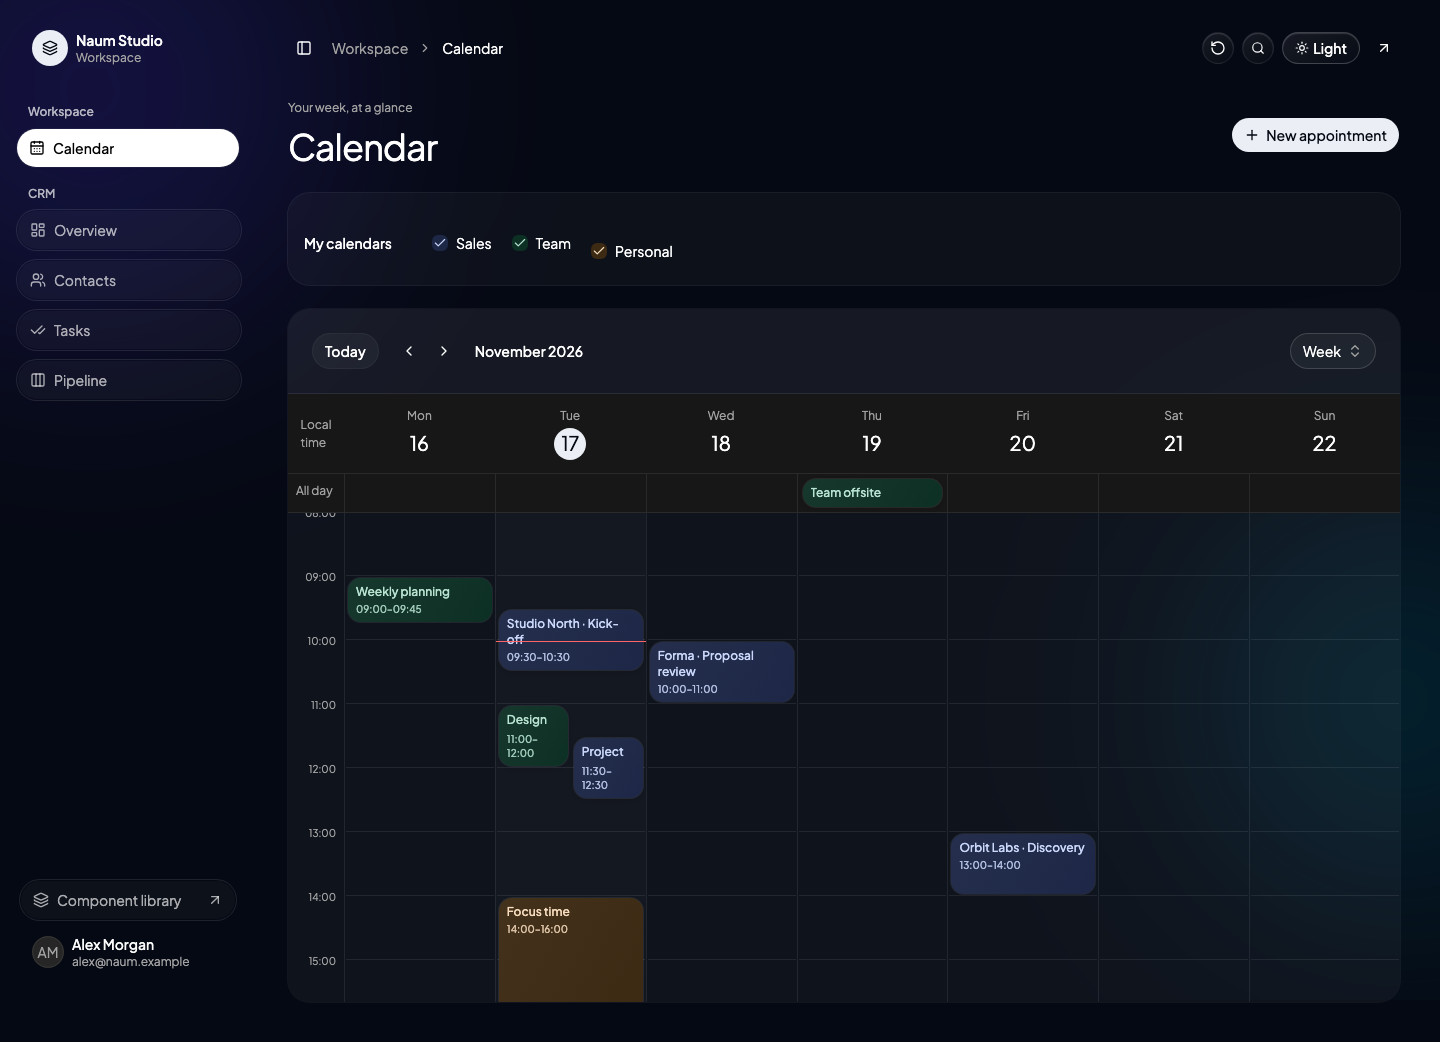 Naum Studio
Workspace
Workspace
Calendar
CRM
Overview
Contacts
Tasks
Pipeline
Component library
AM
Alex Morgan
alex@naum.example
Workspace > Calendar
Light
Your week, at a glance
Calendar
New appointment
My calendars
Sales
Team
Personal
Today
November 2026
Week
Local
time
Mon
16
Tue
17
Wed
18
Thu
19
Fri
20
Sat
21
Sun
22
All day
Team offsite
08:00
09:00
Weekly planning
09:00–09:45
Studio North · Kick-
off
09:30–10:30
10:00
Forma · Proposal
review
10:00–11:00
11:00
Design
11:00–
12:00
Project
11:30–
12:30
12:00
13:00
Orbit Labs · Discovery
13:00–14:00
14:00
Focus time
14:00–16:00
15:00